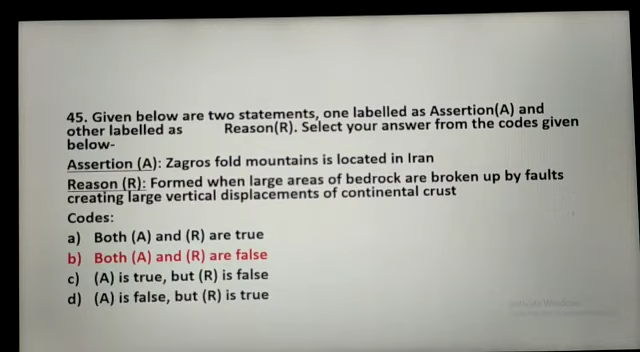 45. Given below are two statements, one labelled as Assertion(A) and
other labelled as Reason(R). Select your answer from the codes given
below-
Assertion (A): Zagros fold mountains is located in Iran
Reason (R): Formed when large areas of bedrock are broken up by faults
creating large vertical displacements of continental crust
Codes:
a) Both (A) and (R) are true
b) Both (A) and (R) are false
c) (A) is true, but (R) is false
d) (A) is false, but (R) is true
Activate Windows